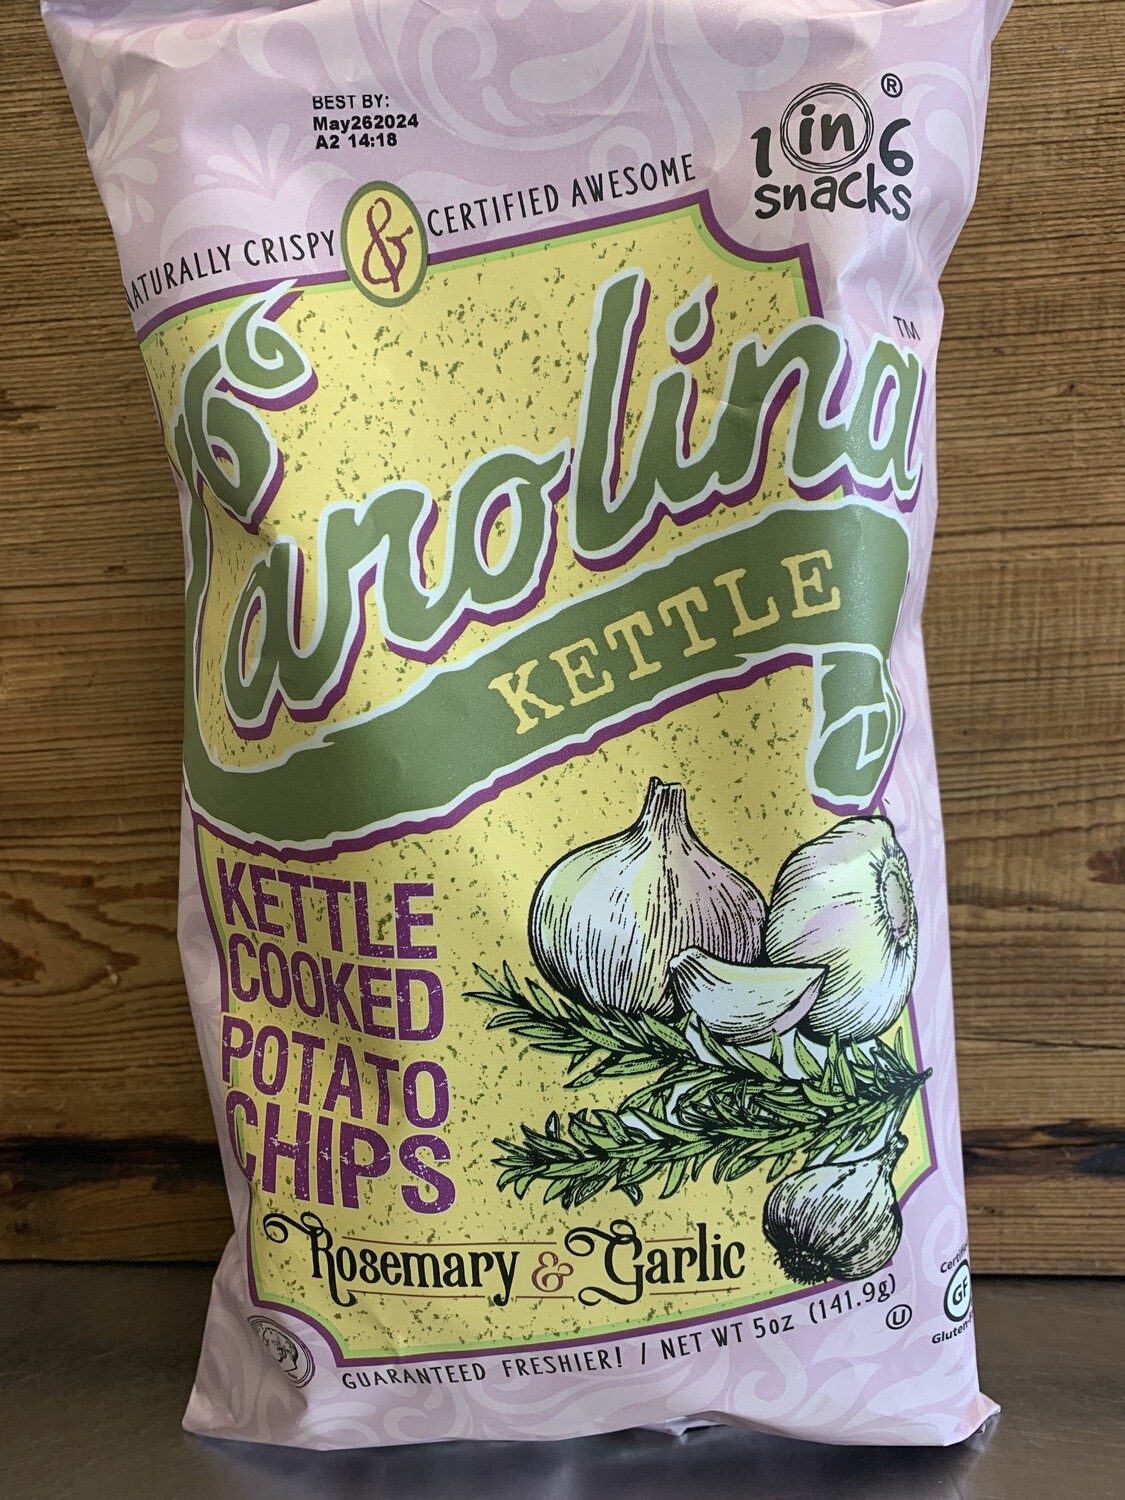 BEST BY:
May262024
A2 14:18
1 in 6 ®
snacks
NATURALLY CRISPY & CERTIFIED AWESOME
Carolina™
KETTLE
KETTLE
COOKED
POTATO
CHIPS
Rosemary & Garlic
GUARANTEED FRESHIER! / NET WT 5oz (141.9g)
U
GF